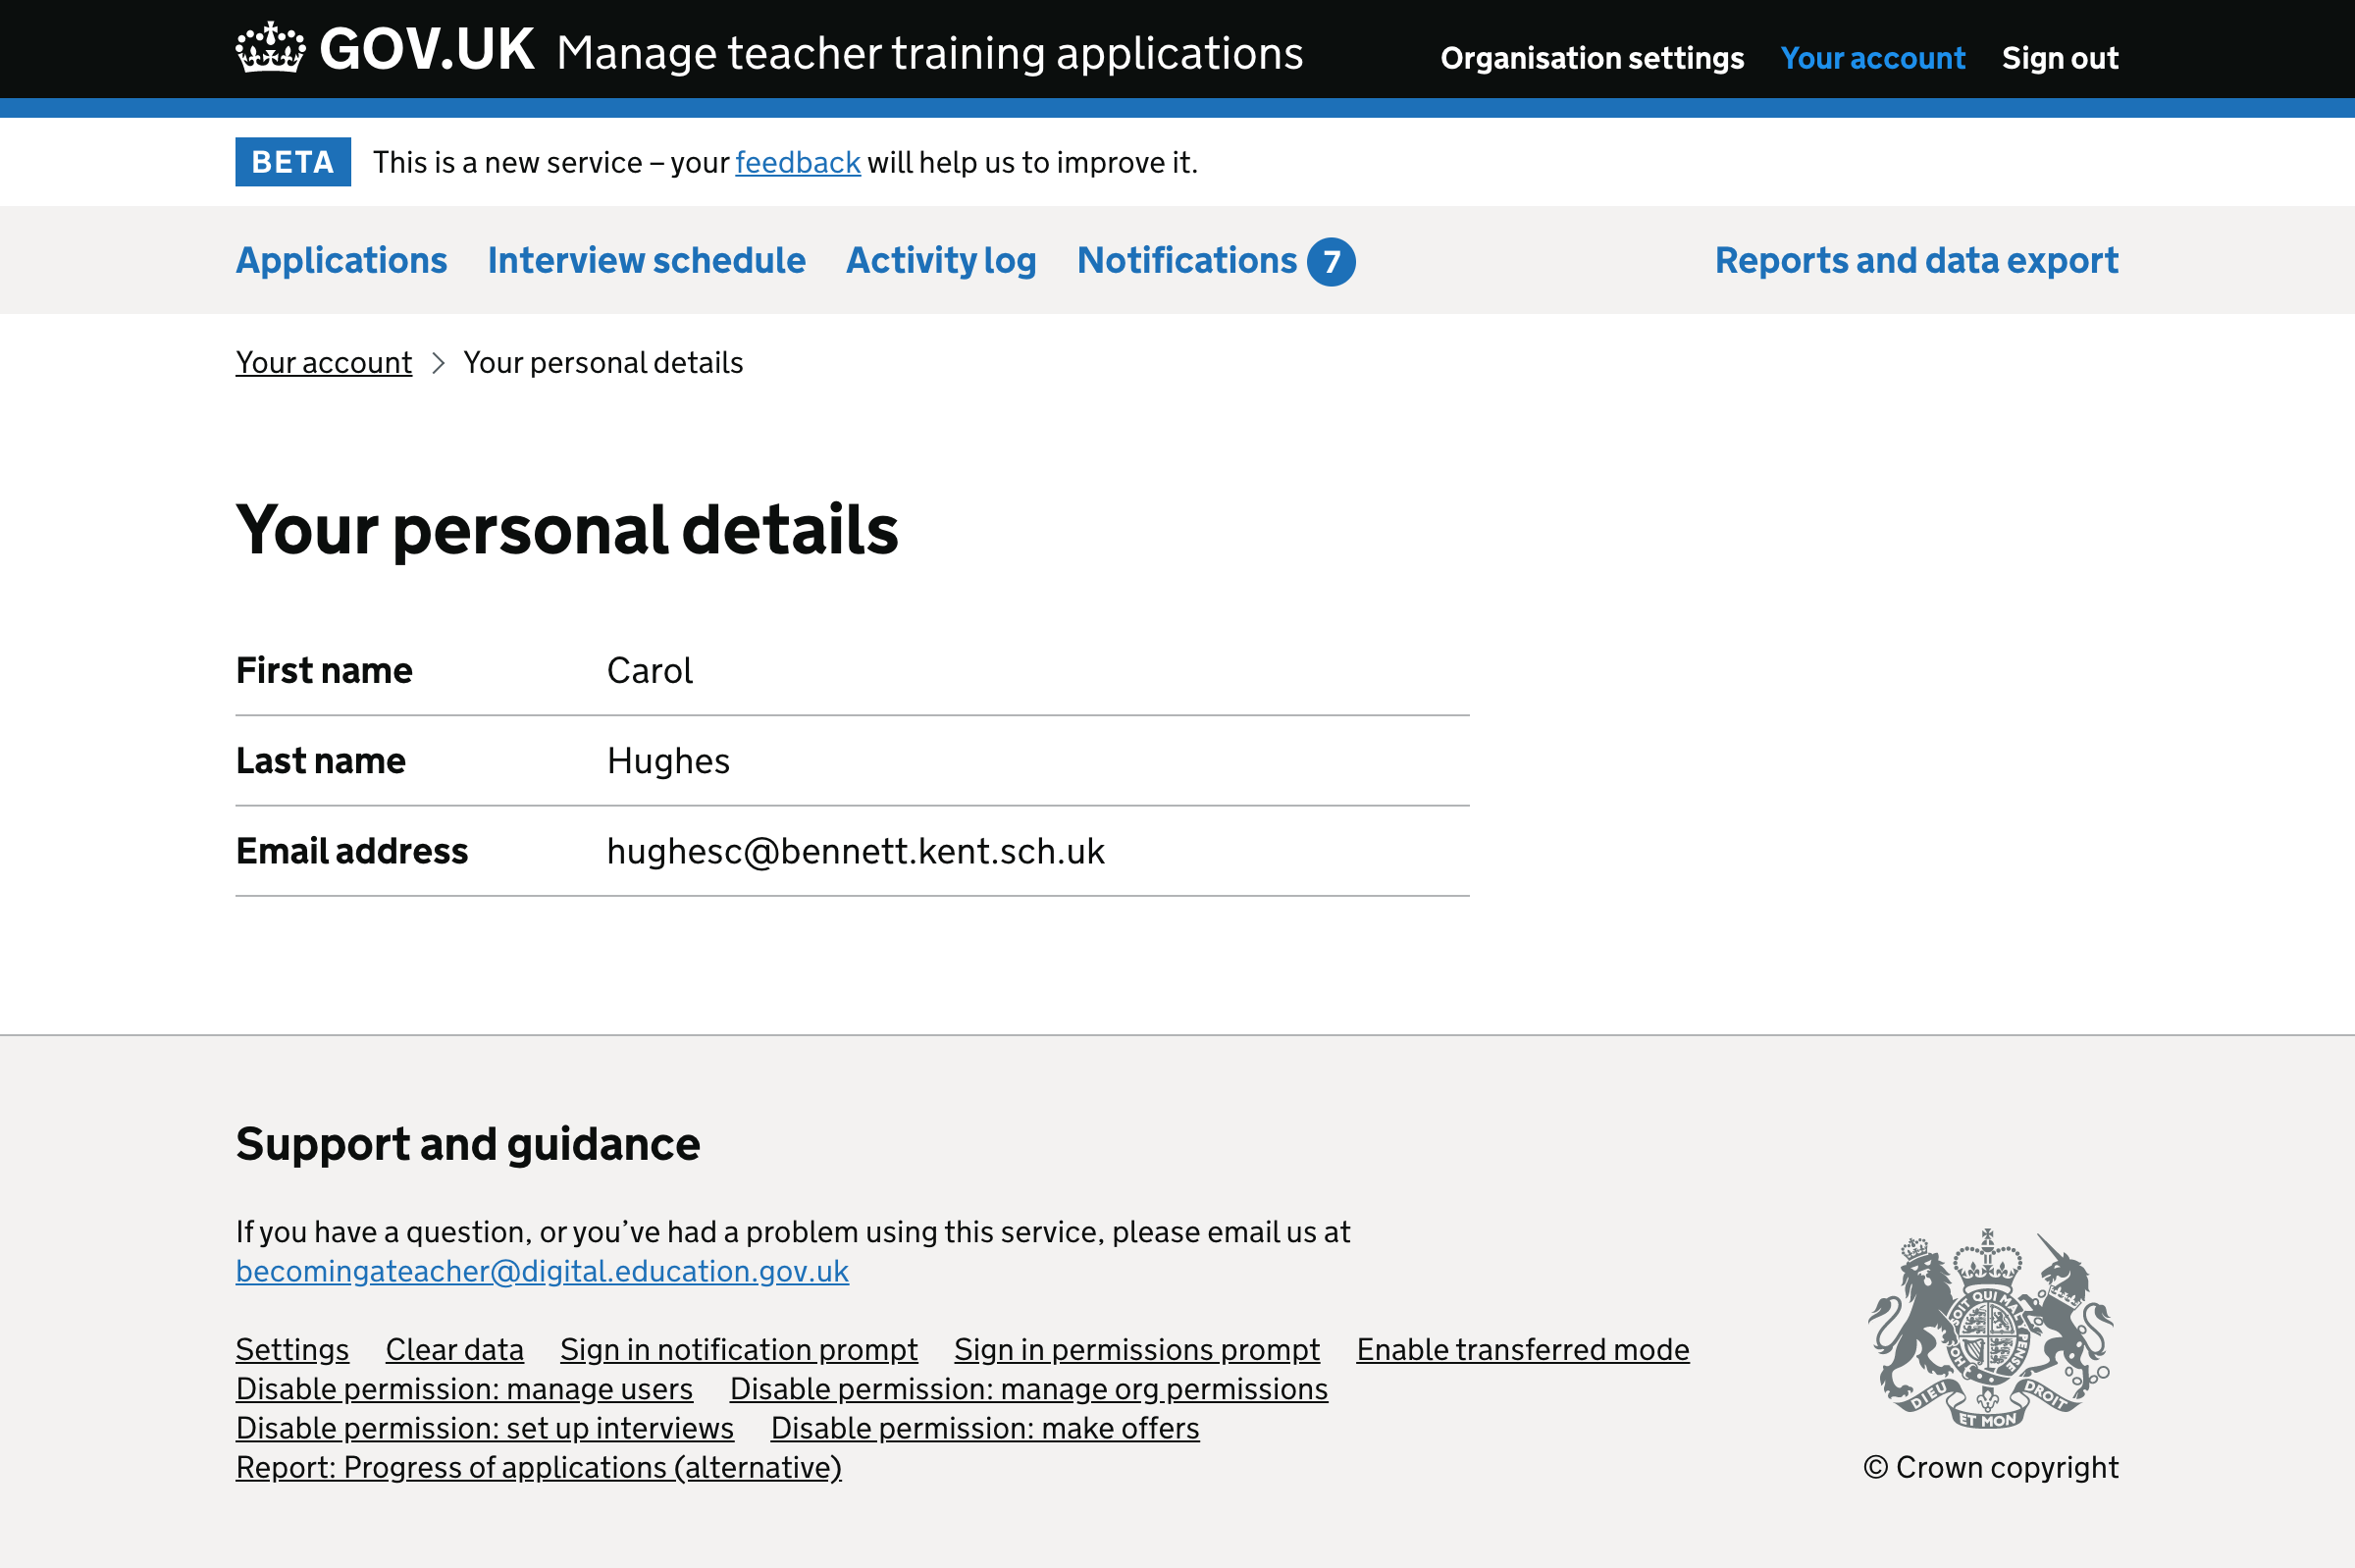 GOV.UK Manage teacher training applications Organisation settings Your account Sign out
BETA This is a new service – your feedback will help us to improve it.
Applications Interview schedule Activity log Notifications 7 Reports and data export
Your account Your personal details
Your personal details
First name Carol
Last name Hughes
Email address hughesc@bennett.kent.sch.uk
Support and guidance
If you have a question, or you’ve had a problem using this service, please email us at
becomingateacher@digital.education.gov.uk
Settings Clear data Sign in notification prompt Sign in permissions prompt Enable transferred mode
Disable permission: manage users Disable permission: manage org permissions
Disable permission: set up interviews Disable permission: make offers
Report: Progress of applications (alternative)
SOIT QUI MAL PENSE
DIEU ET MON DROIT
© Crown copyright